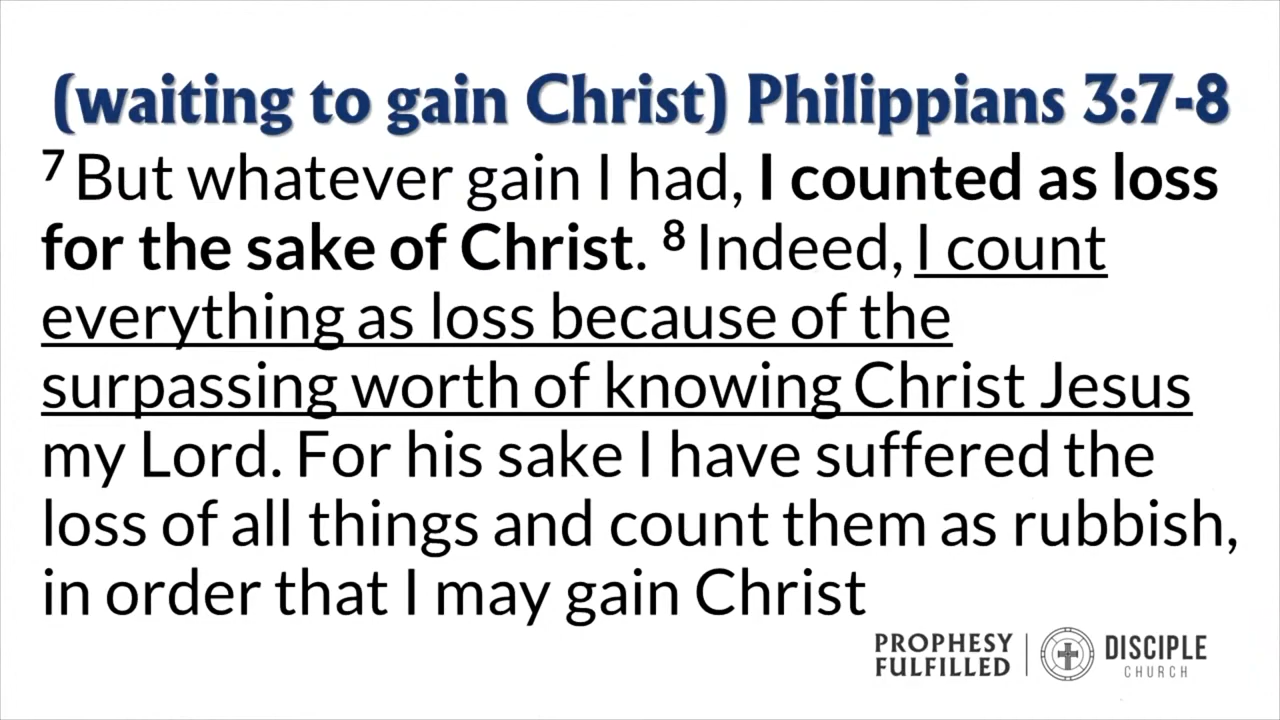 (waiting to gain Christ) Philippians 3:7-8
⁷ But whatever gain I had, I counted as loss
for the sake of Christ. ⁸ Indeed, I count
everything as loss because of the
surpassing worth of knowing Christ Jesus
my Lord. For his sake I have suffered the
loss of all things and count them as rubbish,
in order that I may gain Christ
PROPHESY
FULFILLED
DISCIPLE
CHURCH